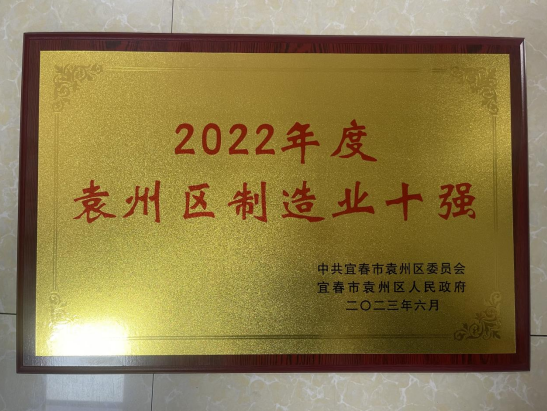 2022年度
袁州区制造业十强
中共宜春市袁州区委员会
宜春市袁州区人民政府
二〇二三年六月